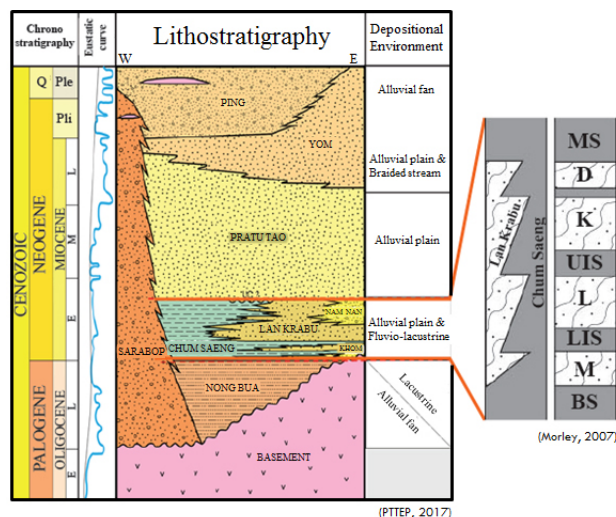 Chrono
stratigraphy
Eustatic
curve
Lithostratigraphy
W
E
Depositional
Environment
CENOZOIC
Q
Ple
NEOGENE
Pli
MIOCENE
L
M
E
PALOGENE
OLIGOCENE
L
E
PING
YOM
PRATU TAO
NAM NAN
LAN KRABU
CHUM SAENG
KHOM
SARABOP
NONG BUA
BASEMENT
Alluvial fan
Alluvial plain &
Braided stream
Alluvial plain
Alluvial plain &
Fluvio-lacustrine
Lacustrine
Alluvial fan
(PTTEP, 2017)
Lan Krabu
Chum Saeng
MS
D
K
UIS
L
LIS
M
BS
(Morley, 2007)